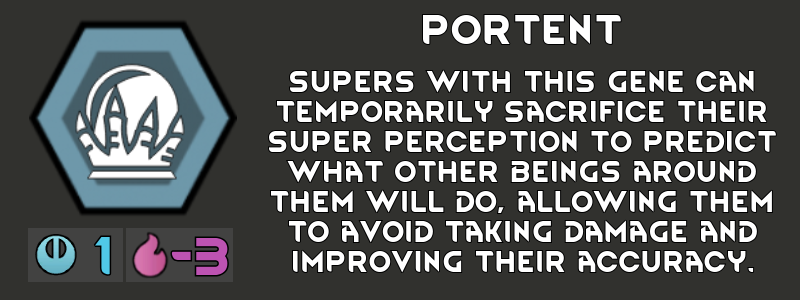 PORTENT
SUPERS WITH THIS GENE CAN
TEMPORARILY SACRIFICE THEIR
SUPER PERCEPTION TO PREDICT
WHAT OTHER BEINGS AROUND
THEM WILL DO, ALLOWING THEM
TO AVOID TAKING DAMAGE AND
IMPROVING THEIR ACCURACY.
1 -3